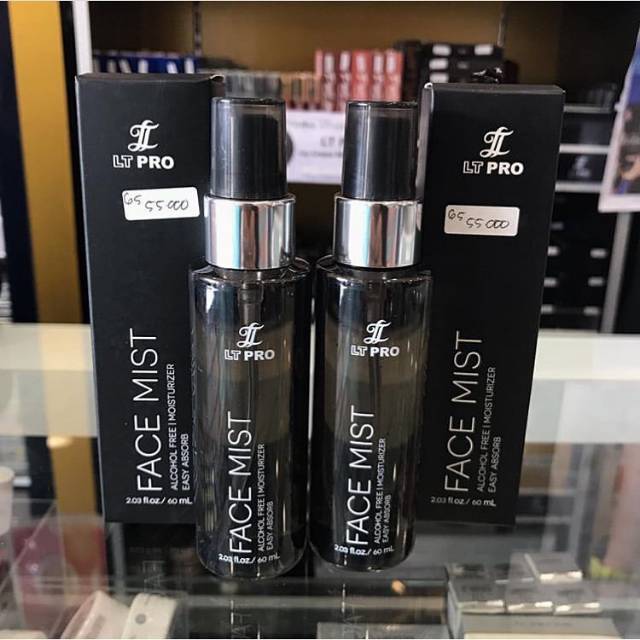 LT PRO
65 55.000
FACE MIST
ALCOHOL FREE | MOISTURIZER
EASY ABSORB
2.03 fl.oz./ 60 mL
LT PRO
FACE MIST
ALCOHOL FREE | MOISTURIZER
EASY ABSORB
2.03 fl.oz./ 60 mL
LT PRO
FACE MIST
ALCOHOL FREE | MOISTURIZER
EASY ABSORB
2.03 fl.oz./ 60 mL
LT PRO
65 55.000
FACE MIST
ALCOHOL FREE | MOISTURIZER
EASY ABSORB
2.03 fl.oz./ 60 mL